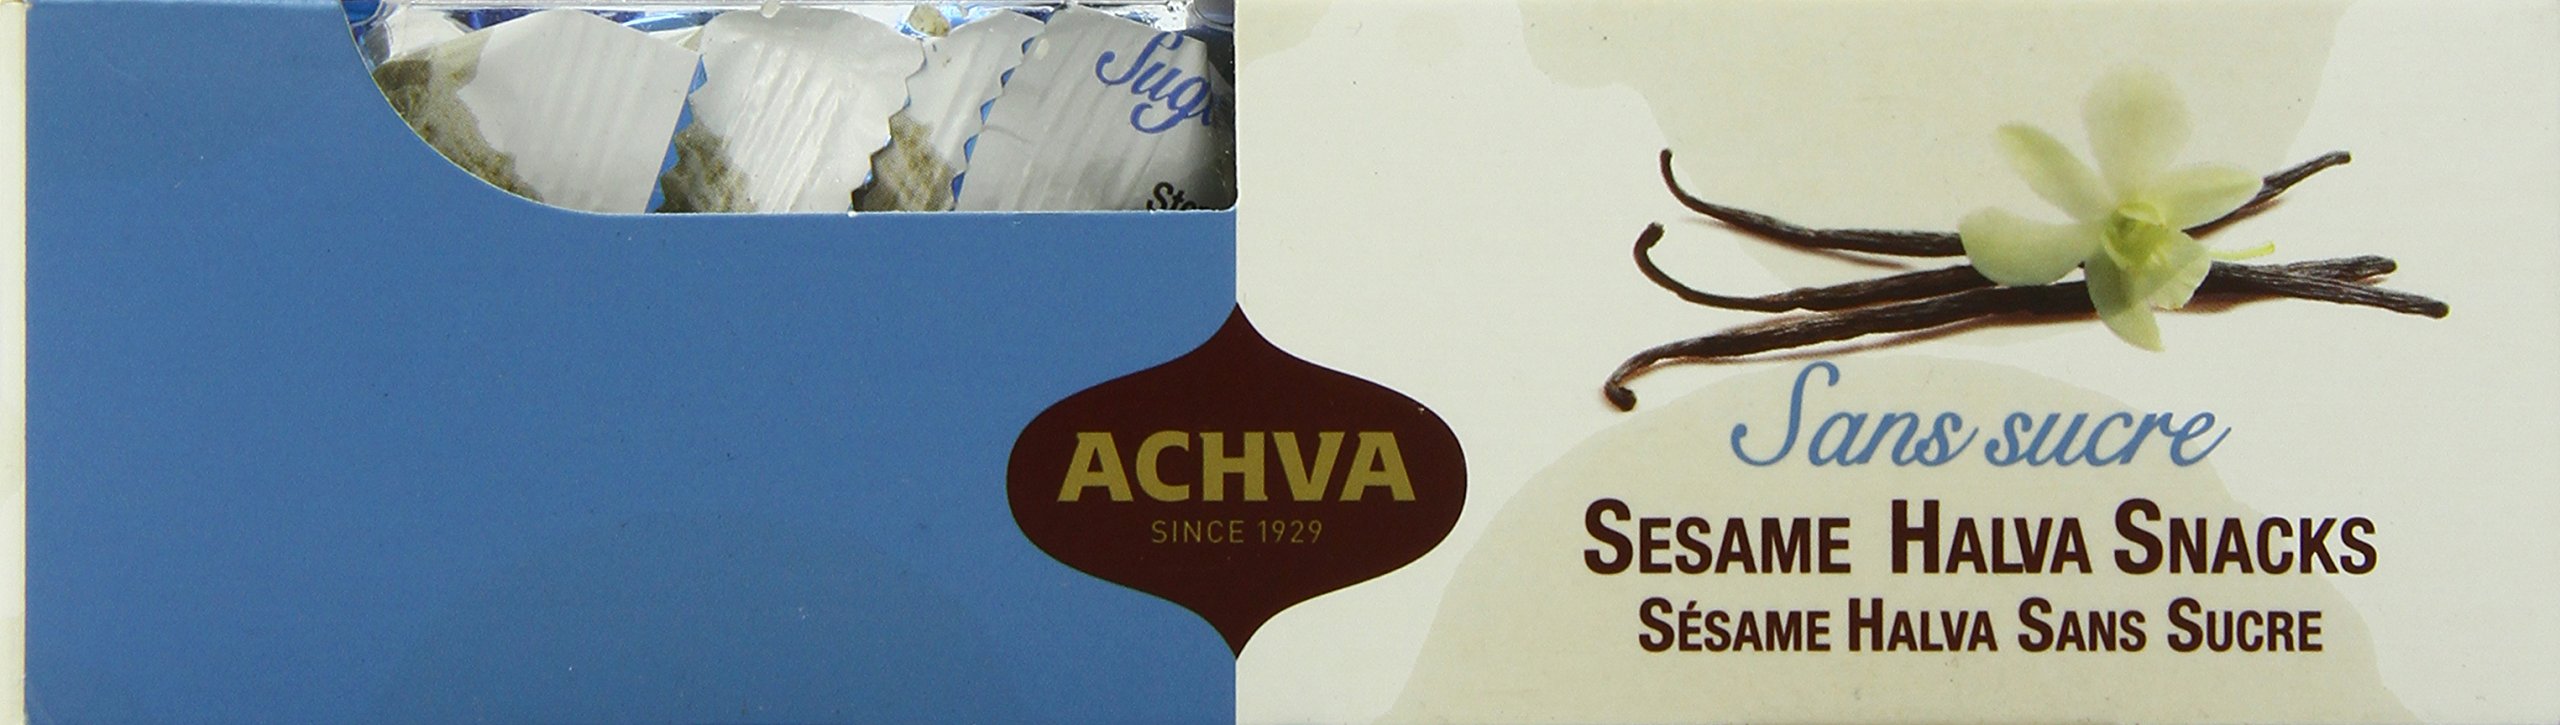 ACHVA
SINCE 1929
Sans sucre
SESAME HALVA SNACKS
SÉSAME HALVA SANS SUCRE